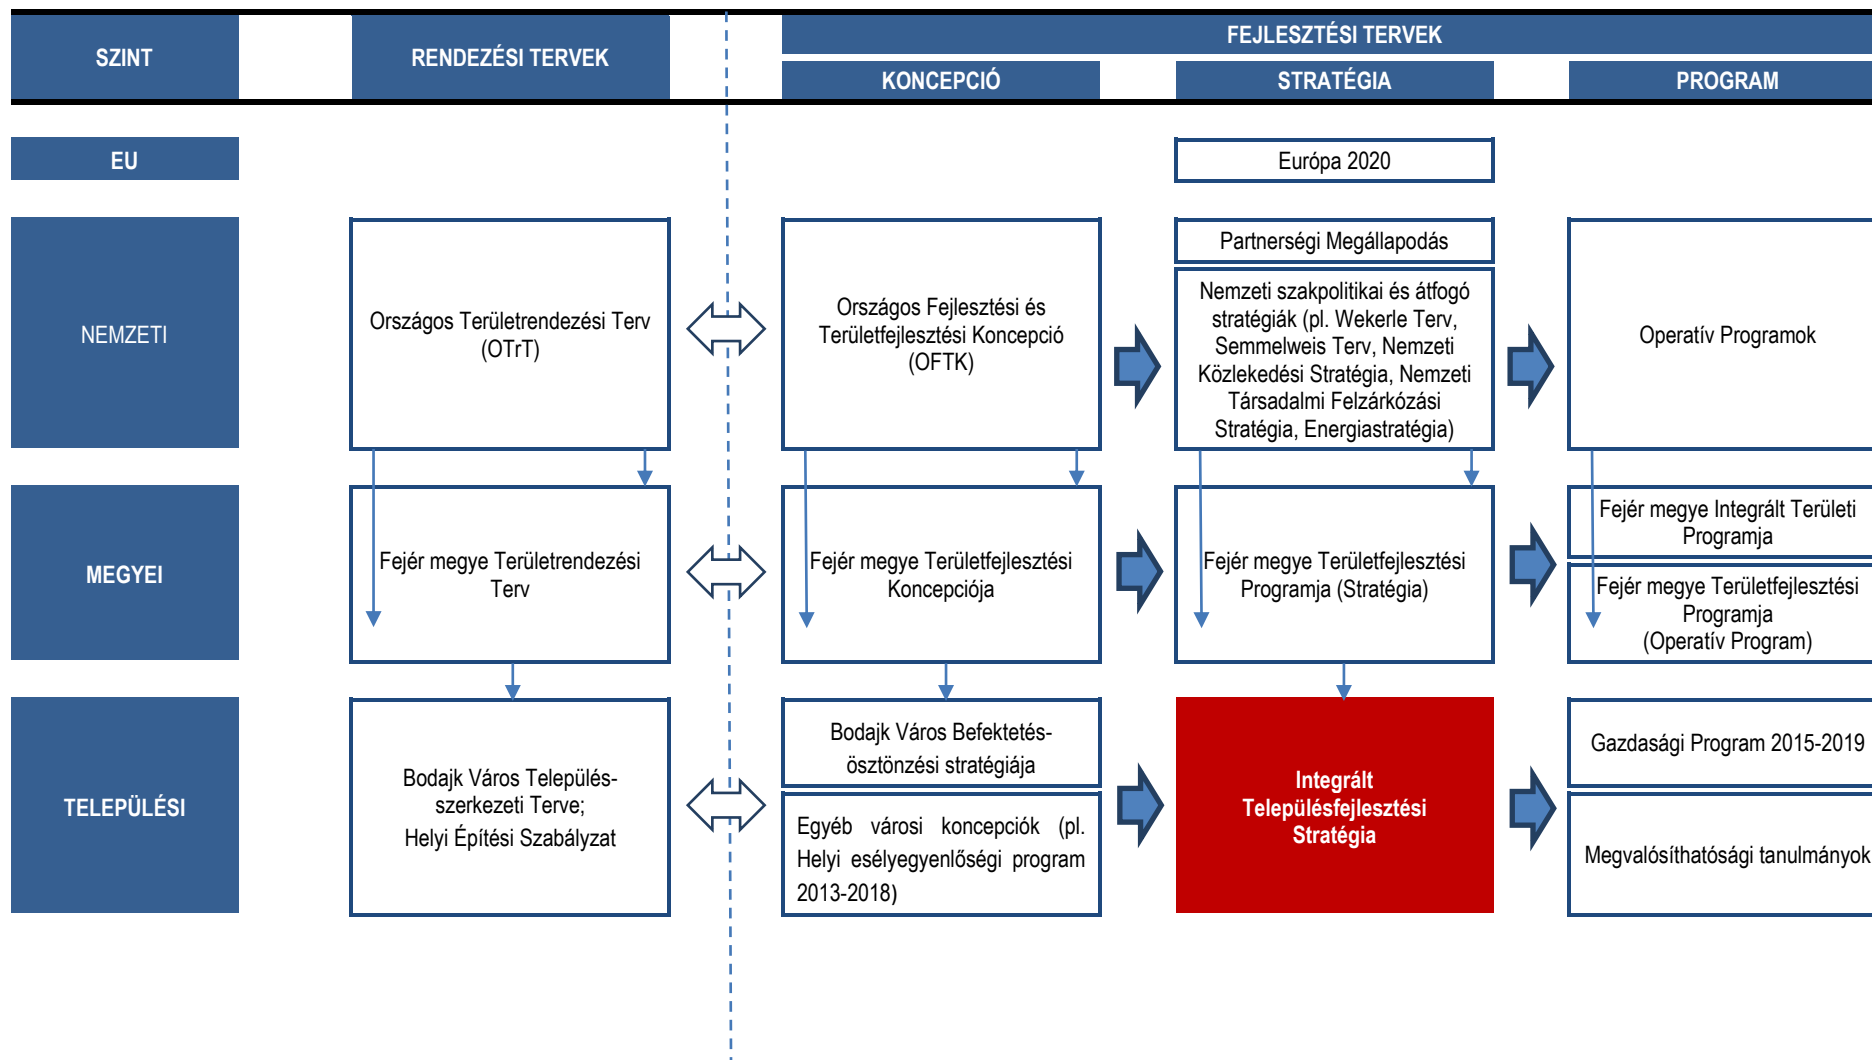 SZINT
RENDEZÉSI TERVEK
FEJLESZTÉSI TERVEK
KONCEPCIÓ
STRATÉGIA
PROGRAM
EU
Európa 2020
NEMZETI
Országos Területrendezési Terv
(OTrT)
Országos Fejlesztési és
Területfejlesztési Koncepció
(OFTK)
Partnerségi Megállapodás
Nemzeti szakpolitikai és átfogó
stratégiák (pl. Wekerle Terv,
Semmelweis Terv, Nemzeti
Közlekedési Stratégia, Nemzeti
Társadalmi Felzárkózási
Stratégia, Energiastratégia)
Operatív Programok
MEGYEI
Fejér megye Területrendezési
Terv
Fejér megye Területfejlesztési
Koncepciója
Fejér megye Területfejlesztési
Programja (Stratégia)
Fejér megye Integrált Területi
Programja
Fejér megye Területfejlesztési
Programja
(Operatív Program)
TELEPÜLÉSI
Bodajk Város Település-
szerkezeti Terve;
Helyi Építési Szabályzat
Bodajk Város Befektetés-
ösztönzési stratégiája
Egyéb városi koncepciók (pl.
Helyi esélyegyenlőségi program
2013-2018)
Integrált
Településfejlesztési
Stratégia
Gazdasági Program 2015-2019
Megvalósíthatósági tanulmányok